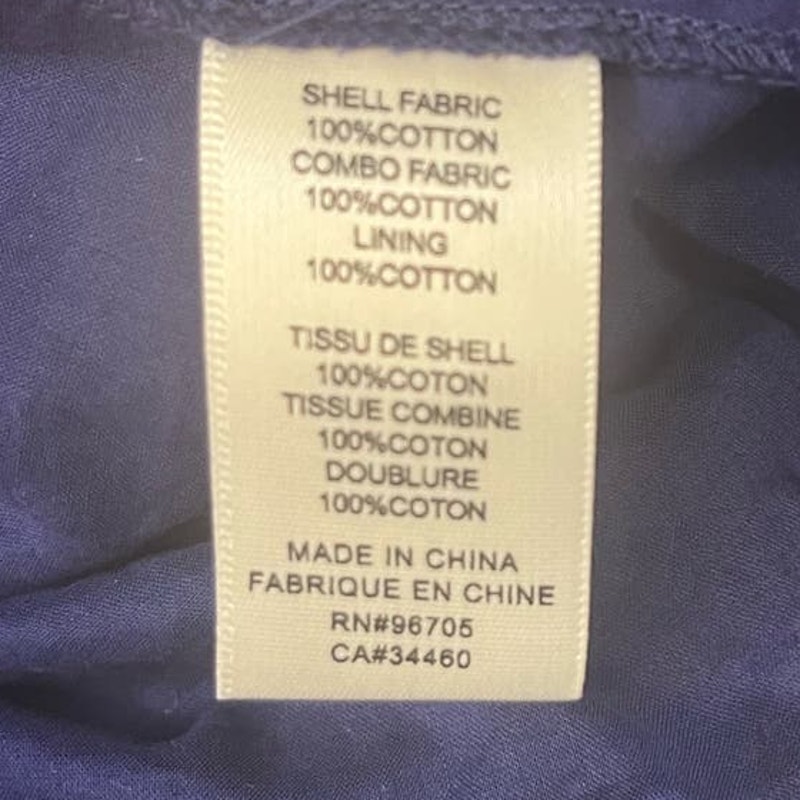 SHELL FABRIC
100%COTTON
COMBO FABRIC
100%COTTON
LINING
100%COTTON
TISSU DE SHELL
100%COTON
TISSUE COMBINE
100%COTON
DOUBLURE
100%COTON
MADE IN CHINA
FABRIQUE EN CHINE
RN#96705
CA#34460